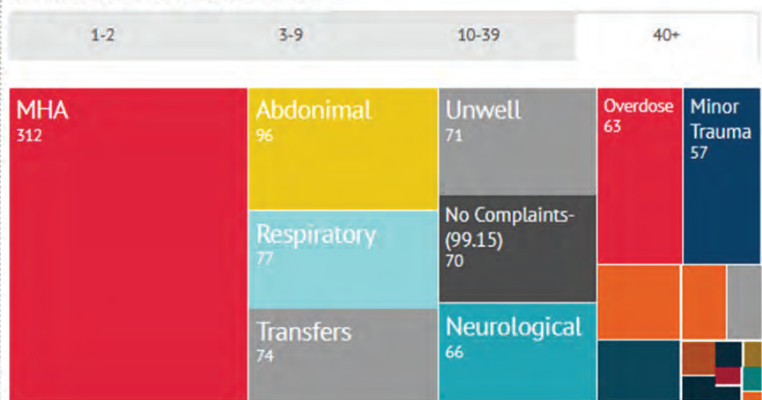 1-2
3-9
10-39
40+
MHA
312
Abdonimal
96
Respiratory
77
Transfers
74
Unwell
71
No Complaints-
(99.15)
70
Neurological
66
Overdose
63
Minor
Trauma
57